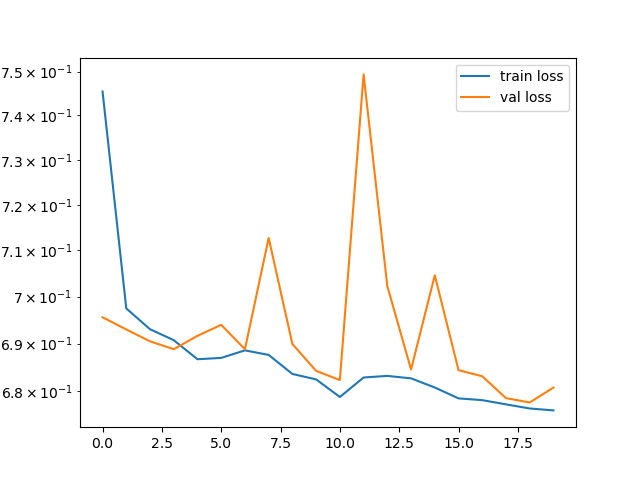 7.5 × 10⁻¹
7.4 × 10⁻¹
7.3 × 10⁻¹
7.2 × 10⁻¹
7.1 × 10⁻¹
7 × 10⁻¹
6.9 × 10⁻¹
6.8 × 10⁻¹
train loss
val loss
0.0 2.5 5.0 7.5 10.0 12.5 15.0 17.5